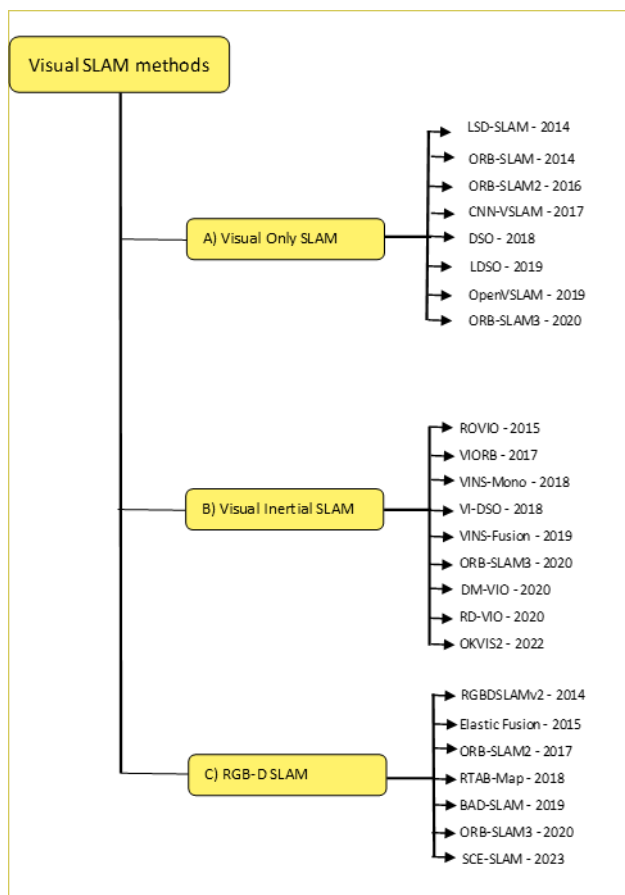 Visual SLAM methods
A) Visual Only SLAM
LSD-SLAM - 2014
ORB-SLAM - 2014
ORB-SLAM2 - 2016
CNN-VSLAM - 2017
DSO - 2018
LDSO - 2019
OpenVSLAM - 2019
ORB-SLAM3 - 2020
B) Visual Inertial SLAM
ROVIO - 2015
VIORB - 2017
VINS-Mono - 2018
VI-DSO - 2018
VINS-Fusion - 2019
ORB-SLAM3 - 2020
DM-VIO - 2020
RD-VIO - 2020
OKVIS2 - 2022
C) RGB-D SLAM
RGBDSLAMv2 - 2014
Elastic Fusion - 2015
ORB-SLAM2 - 2017
RTAB-Map - 2018
BAD-SLAM - 2019
ORB-SLAM3 - 2020
SCE-SLAM - 2023